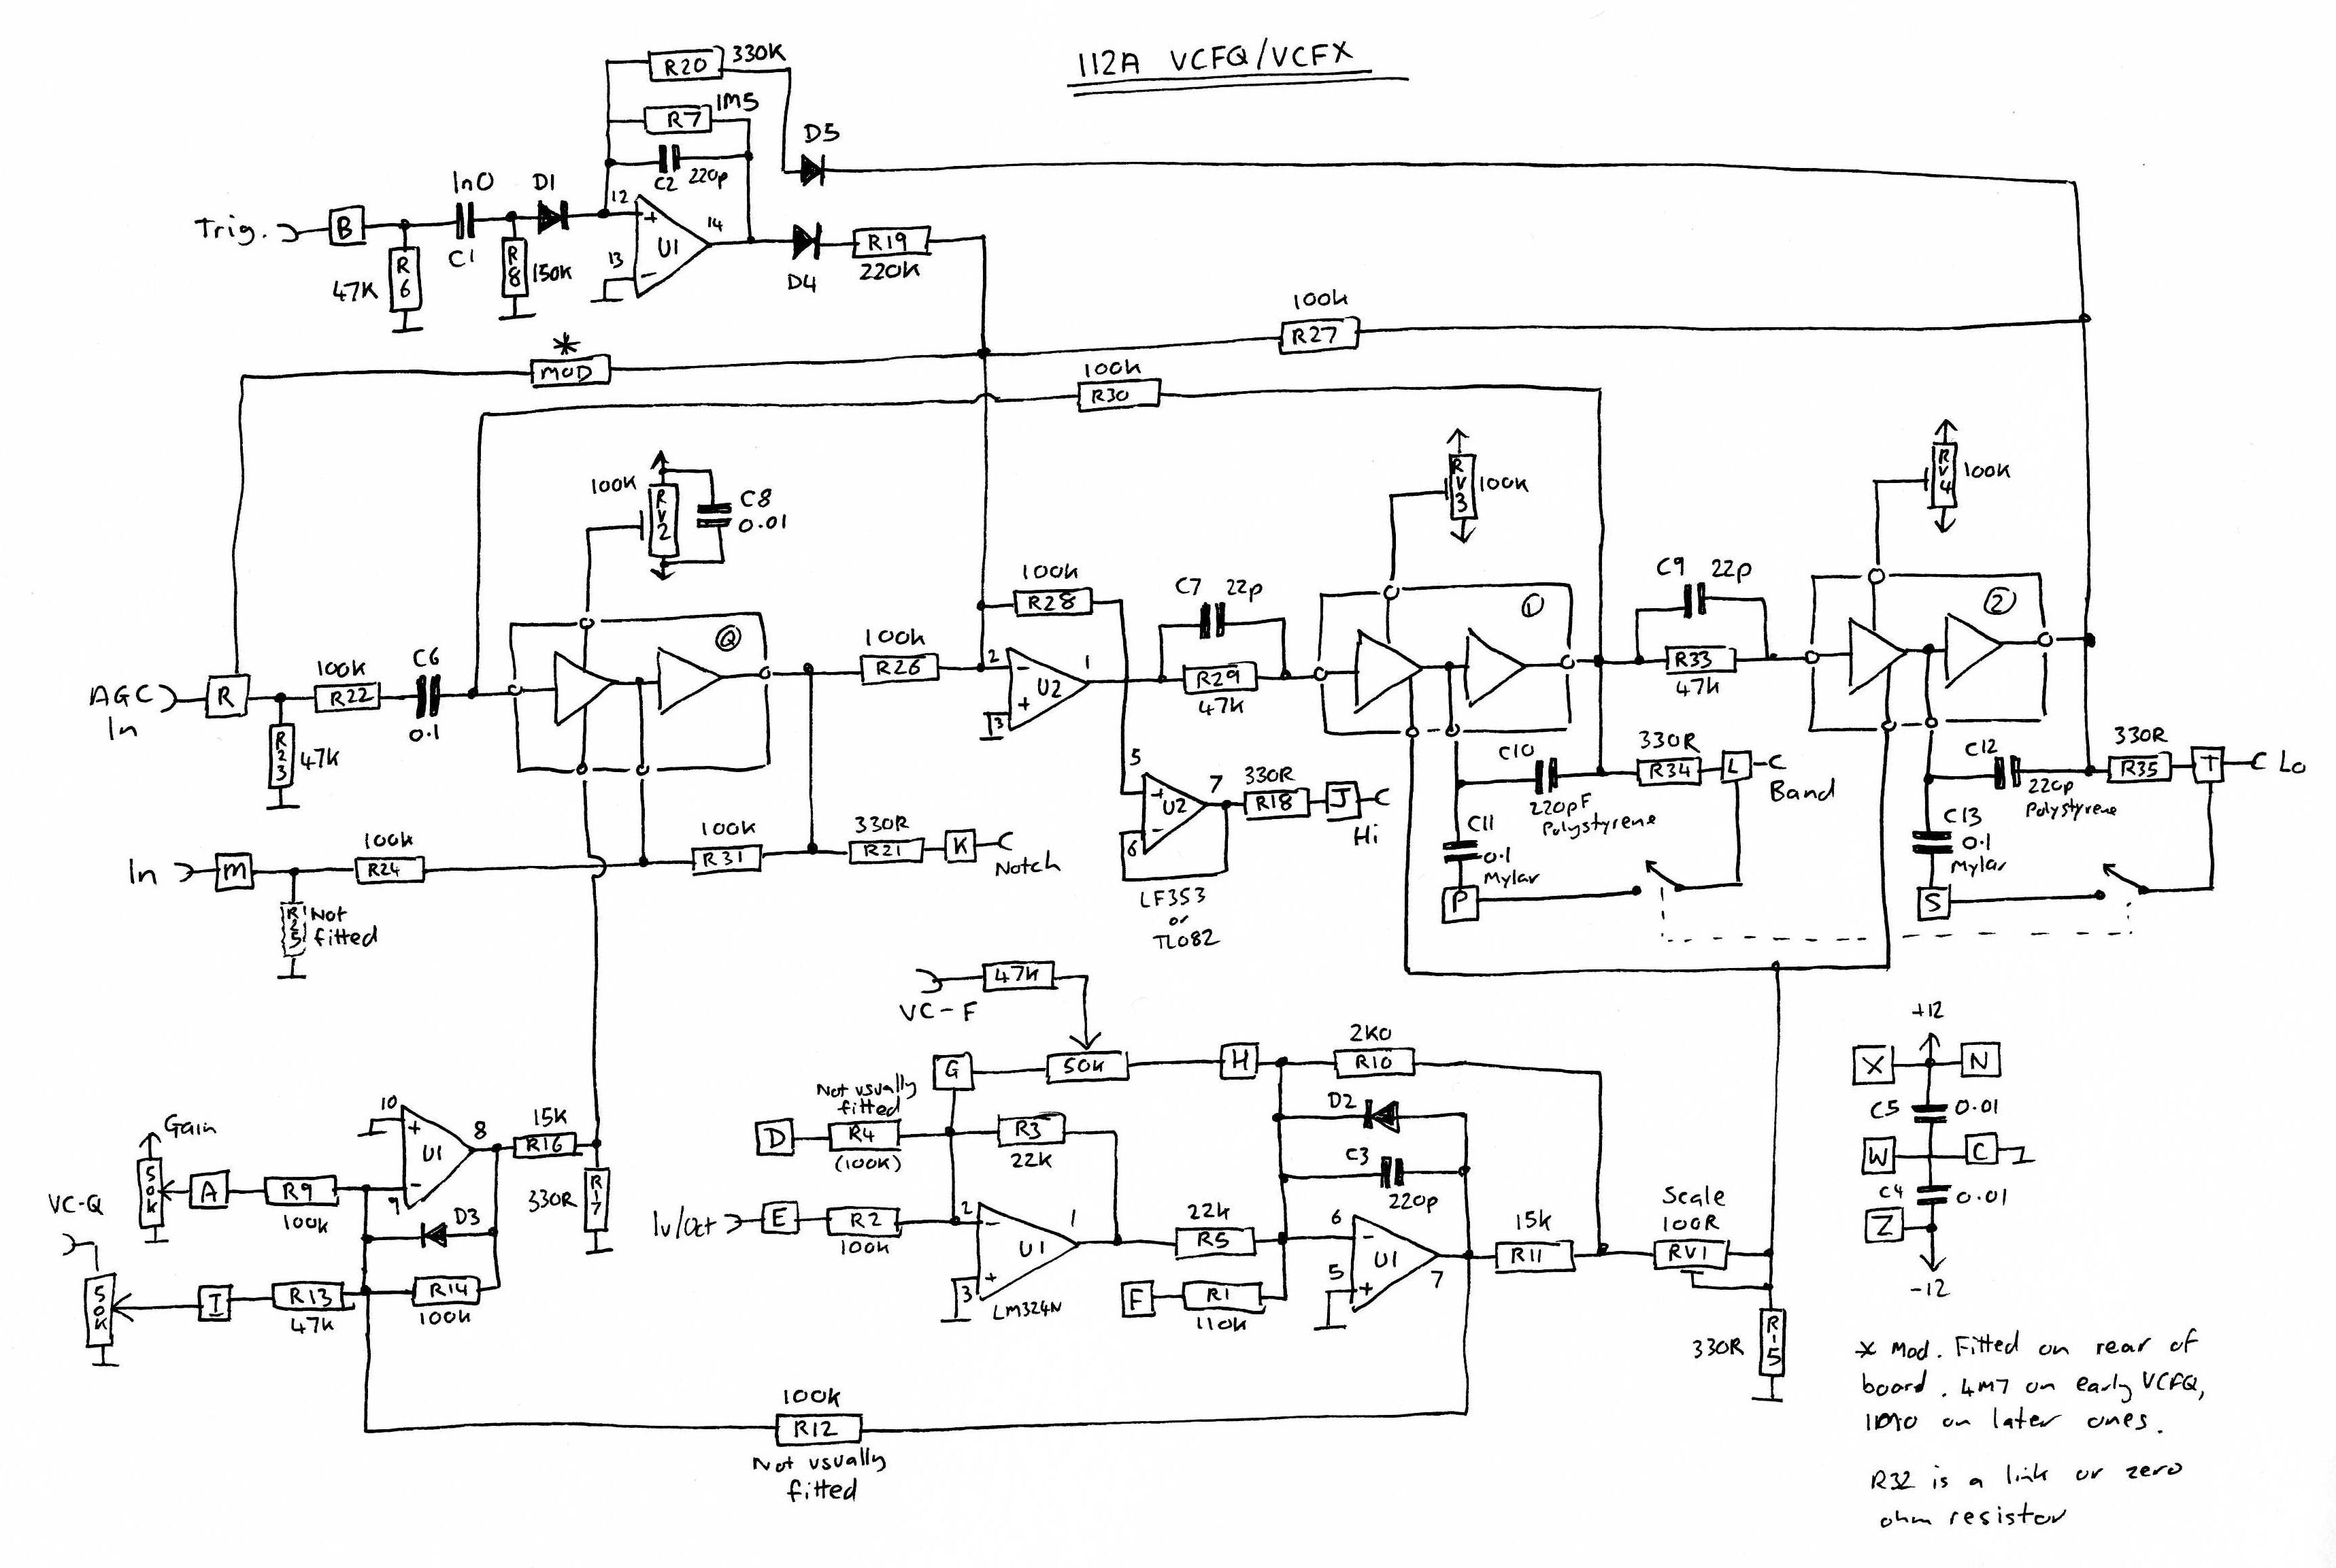 112A VCFQ/VCFX
R20 330K
R7 1M5
C2 220p
D5
Trig. B
1n0
C1
D1
R6
47K
R8 150K
12 +
13 -
14
U1
D4
R19
220K
*
MOD
100k
R27
100k
R30
100K
RV2
C8
0.01
RV3 100k
RV4 100K
AGC
In
R
100K
R22
C6
0.1
R23 47K
Q
100k
R26
100k
R28
2 -
3 +
1
U2
C7 22p
R29
47K
1
C9 22p
R33
47k
2
5 +
6 -
7
U2
LF353
or
TL082
330R
R18
J
Hi
C10
220pF
Polystyrene
C11
0.1
Mylar
P
330R
R34
L
Band
C12
220p
Polystyrene
C13
0.1
Mylar
S
330R
R35
T
Lo
In
M
100k
R24
R25 Not
fitted
100k
R31
330R
R21
K
Notch
VC-F
47K
G
50K
H
2K0
R10
Not usually
fitted
D
R4
(100K)
R3
22K
D2
C3
220p
1v/Oct
E
R2
100k
2 -
3 +
1
U1
LM324N
22k
R5
F
R1
110k
6 -
5 +
7
U1
15k
R11
Scale
100R
RV1
330R
R15
Gain
50K
A
R9
100k
10 +
9 -
8
U1
15K
R16
330R
R17
D3
VC-Q
50K
I
R13
47K
R14
100K
100k
R12
Not usually
fitted
+12
X
N
C5 0.01
W
C
C4 0.01
Z
-12
* Mod. Fitted on rear of
board. 4M7 on early VCFQ,
10M0 on later ones.
R32 is a link or zero
ohm resistor